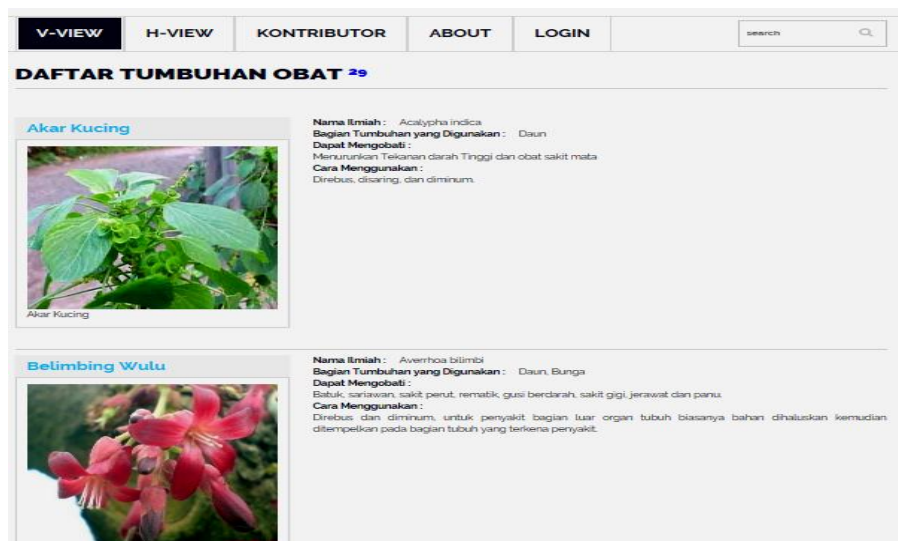 V-VIEW H-VIEW KONTRIBUTOR ABOUT LOGIN search
DAFTAR TUMBUHAN OBAT 29
Akar Kucing
Nama Ilmiah : Acalypha indica
Bagian Tumbuhan yang Digunakan : Daun
Dapat Mengobati :
Menurunkan Tekanan darah Tinggi dan obat sakit mata
Cara Menggunakan :
Direbus, disaring, dan diminum.
Akar Kucing
Belimbing Wulu
Nama Ilmiah : Averrhoa bilimbi
Bagian Tumbuhan yang Digunakan : Daun, Bunga
Dapat Mengobati :
Batuk, sariawan, sakit perut, rematik, gusi berdarah, sakit gigi, jerawat dan panu.
Cara Menggunakan :
Direbus dan diminum, untuk penyakit bagian luar organ tubuh biasanya bahan dihaluskan kemudian
ditempelkan pada bagian tubuh yang terkena penyakit.